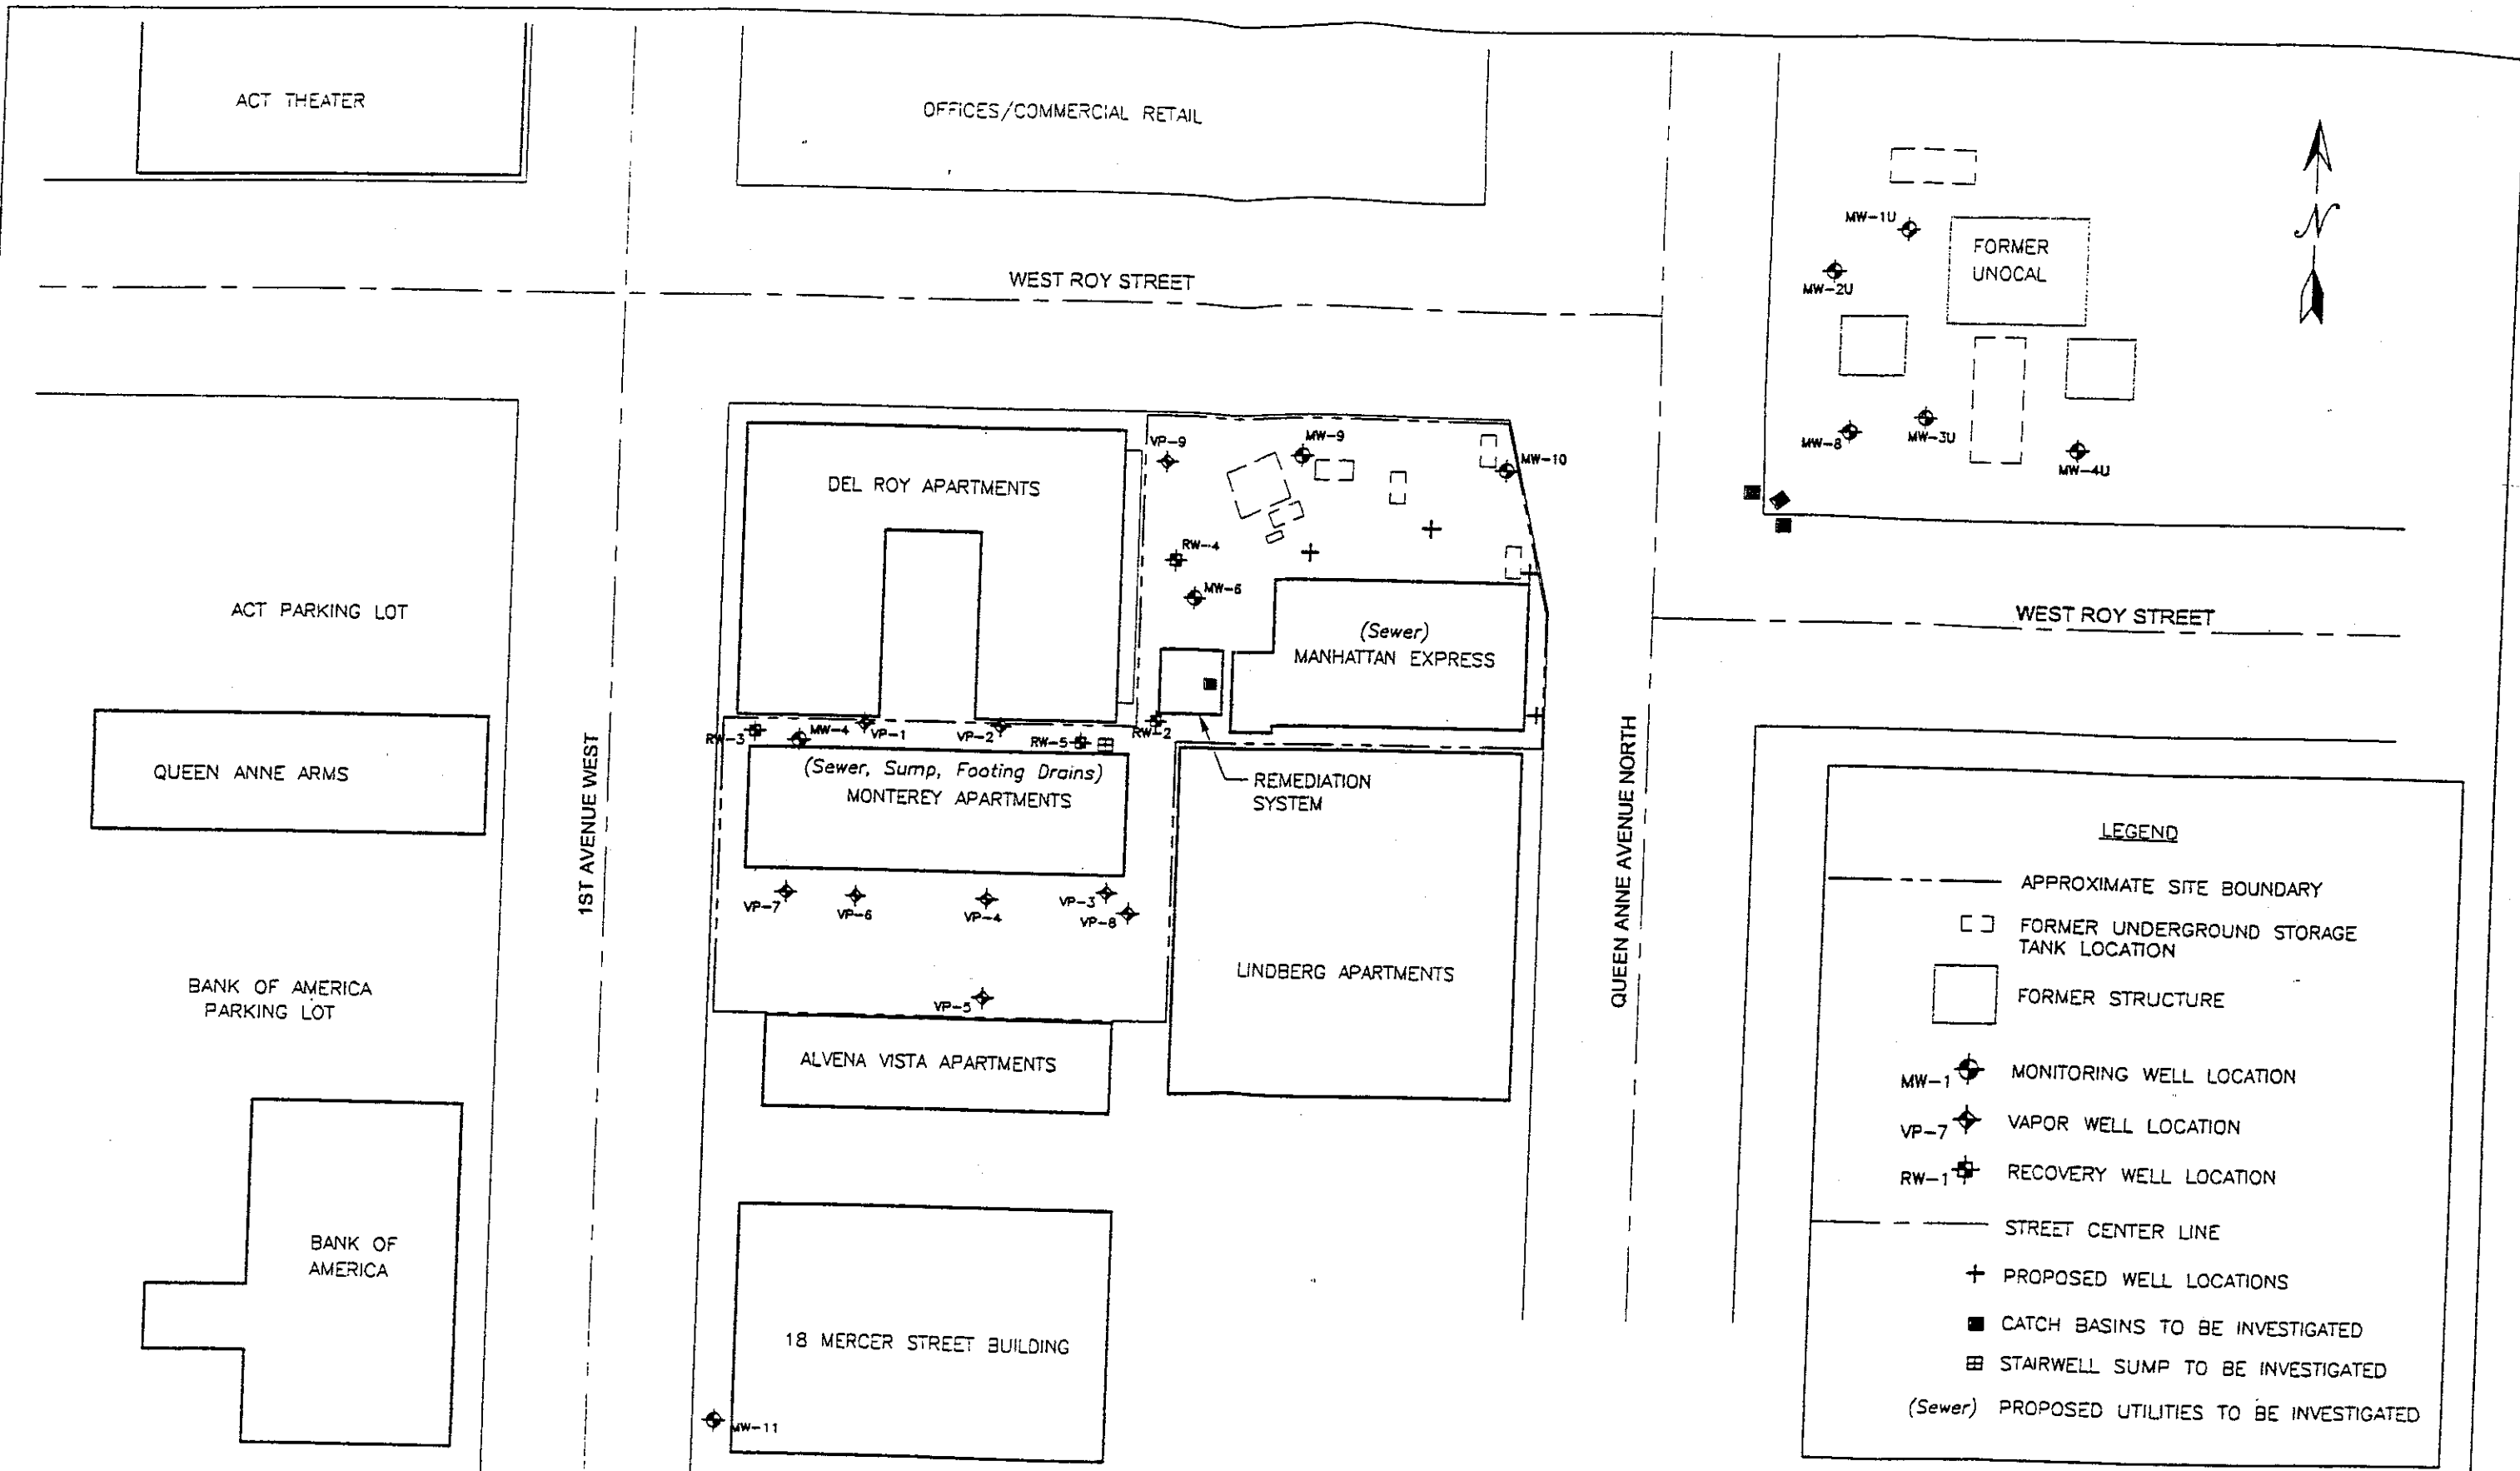 ACT THEATER
OFFICES/COMMERCIAL RETAIL
N
MW-1U
FORMER
UNOCAL
MW-2U
WEST ROY STREET
MW-8
MW-3U
MW-4U
VP-9
MW-9
MW-10
DEL ROY APARTMENTS
RW-4
MW-6
ACT PARKING LOT
(Sewer)
MANHATTAN EXPRESS
WEST ROY STREET
RW-3
MW-4
VP-1
VP-2
RW-5
RW-2
QUEEN ANNE ARMS
(Sewer, Sump, Footing Drains)
MONTEREY APARTMENTS
REMEDIATION
SYSTEM
1ST AVENUE WEST
QUEEN ANNE AVENUE NORTH
VP-7
VP-6
VP-4
VP-3
VP-8
BANK OF AMERICA
PARKING LOT
VP-5
LINDBERG APARTMENTS
ALVENA VISTA APARTMENTS
BANK OF
AMERICA
18 MERCER STREET BUILDING
MW-11
LEGEND
APPROXIMATE SITE BOUNDARY
FORMER UNDERGROUND STORAGE
TANK LOCATION
FORMER STRUCTURE
MW-1 MONITORING WELL LOCATION
VP-7 VAPOR WELL LOCATION
RW-1 RECOVERY WELL LOCATION
STREET CENTER LINE
PROPOSED WELL LOCATIONS
CATCH BASINS TO BE INVESTIGATED
STAIRWELL SUMP TO BE INVESTIGATED
(Sewer) PROPOSED UTILITIES TO BE INVESTIGATED